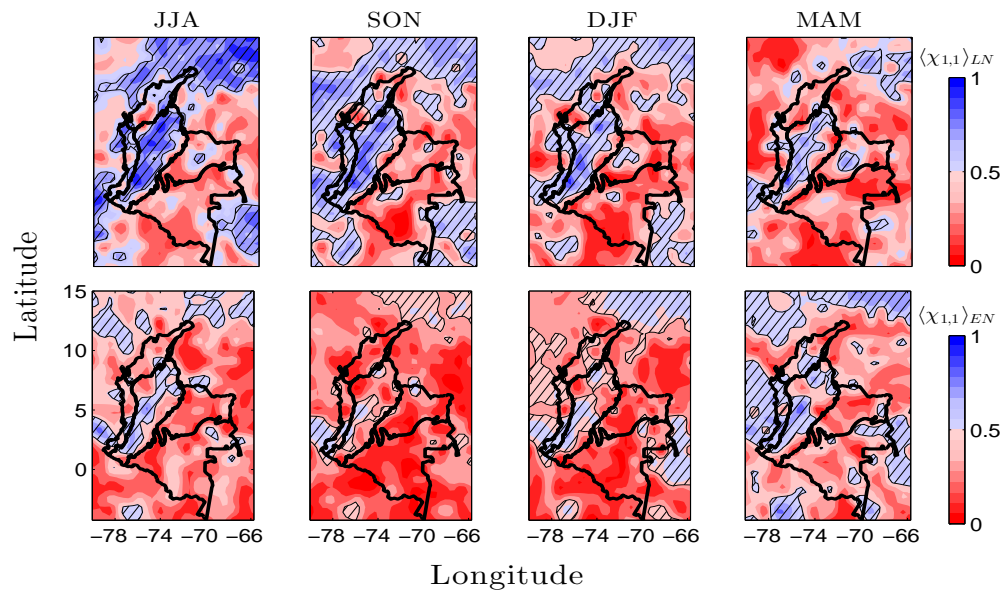 JJA SON DJF MAM
⟨χ1,1⟩LN
1
0.5
0
Latitude
15
10
5
0
⟨χ1,1⟩EN
1
0.5
0
−78 −74 −70 −66 −78 −74 −70 −66 −78 −74 −70 −66 −78 −74 −70 −66
Longitude